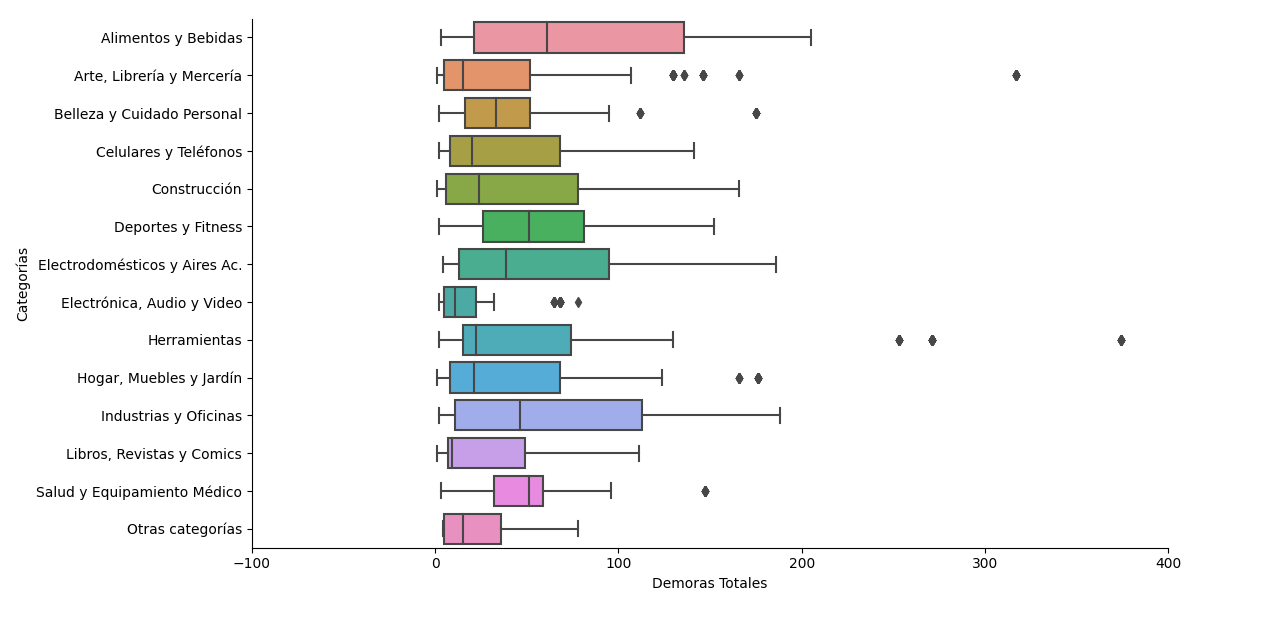 Categorías
Alimentos y Bebidas
Arte, Librería y Mercería
Belleza y Cuidado Personal
Celulares y Teléfonos
Construcción
Deportes y Fitness
Electrodomésticos y Aires Ac.
Electrónica, Audio y Video
Herramientas
Hogar, Muebles y Jardín
Industrias y Oficinas
Libros, Revistas y Comics
Salud y Equipamiento Médico
Otras categorías
−100 0 100 200 300 400
Demoras Totales